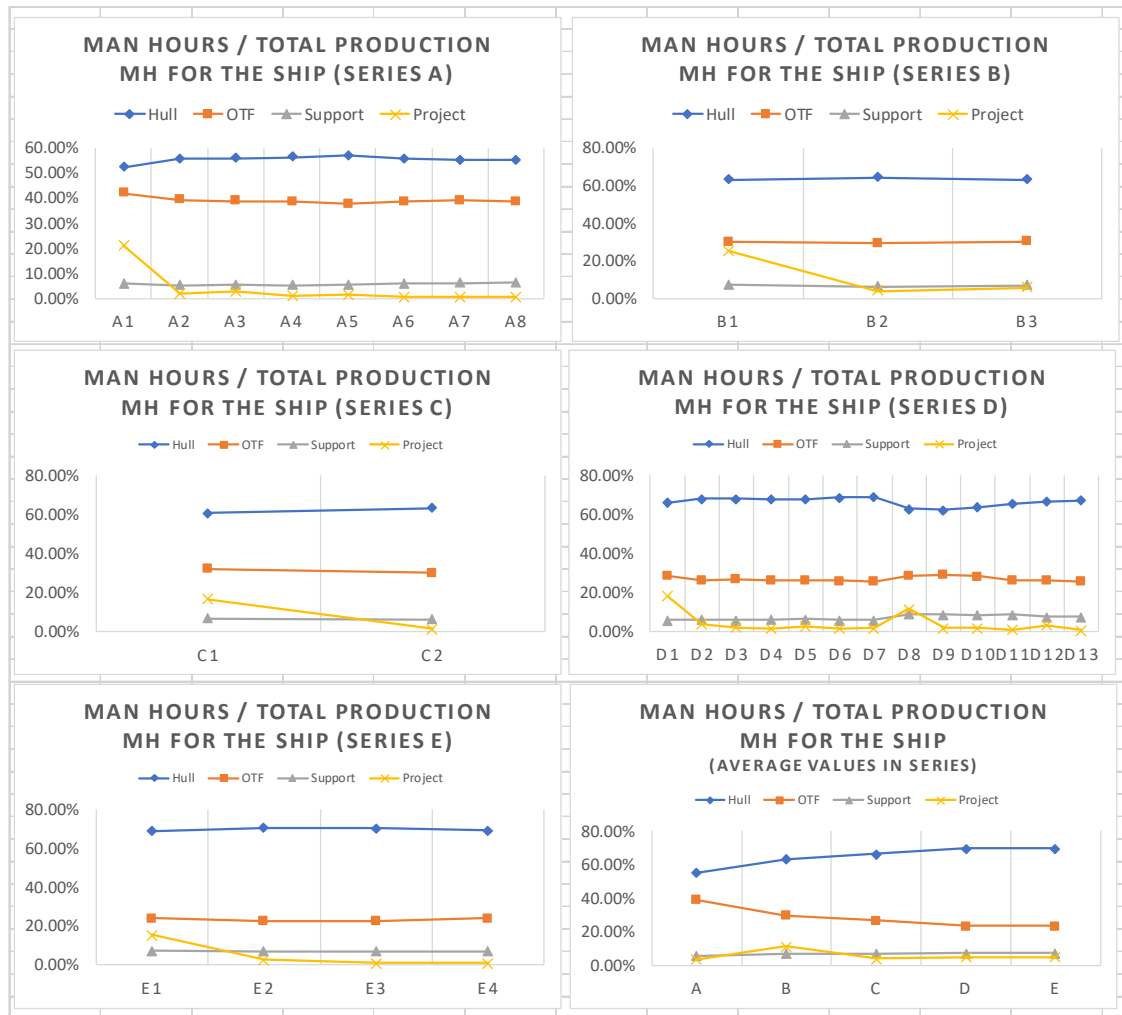 MAN HOURS / TOTAL PRODUCTION
MH FOR THE SHIP (SERIES A)
Hull OTF Support Project
60.00%
50.00%
40.00%
30.00%
20.00%
10.00%
0.00%
A1 A2 A3 A4 A5 A6 A7 A8
MAN HOURS / TOTAL PRODUCTION
MH FOR THE SHIP (SERIES B)
Hull OTF Support Project
80.00%
60.00%
40.00%
20.00%
0.00%
B1 B2 B3
MAN HOURS / TOTAL PRODUCTION
MH FOR THE SHIP (SERIES C)
Hull OTF Support Project
80.00%
60.00%
40.00%
20.00%
0.00%
C1 C2
MAN HOURS / TOTAL PRODUCTION
MH FOR THE SHIP (SERIES D)
Hull OTF Support Project
80.00%
60.00%
40.00%
20.00%
0.00%
D1 D2 D3 D4 D5 D6 D7 D8 D9 D10 D11 D12 D13
MAN HOURS / TOTAL PRODUCTION
MH FOR THE SHIP (SERIES E)
Hull OTF Support Project
80.00%
60.00%
40.00%
20.00%
0.00%
E1 E2 E3 E4
MAN HOURS / TOTAL PRODUCTION
MH FOR THE SHIP
(AVERAGE VALUES IN SERIES)
Hull OTF Support Project
80.00%
60.00%
40.00%
20.00%
0.00%
A B C D E